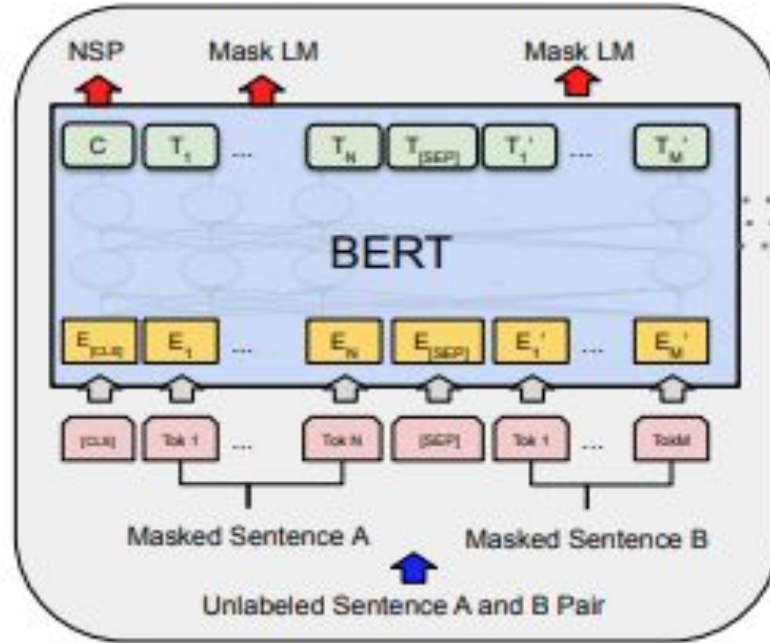 NSP Mask LM Mask LM
C T1 ... TN T[SEP] T1' ... TM'
BERT
E[CLS] E1 ... EN E[SEP] E1' ... EM'
[CLS] Tok 1 ... Tok N [SEP] Tok 1 ... TokM
Masked Sentence A Masked Sentence B
Unlabeled Sentence A and B Pair